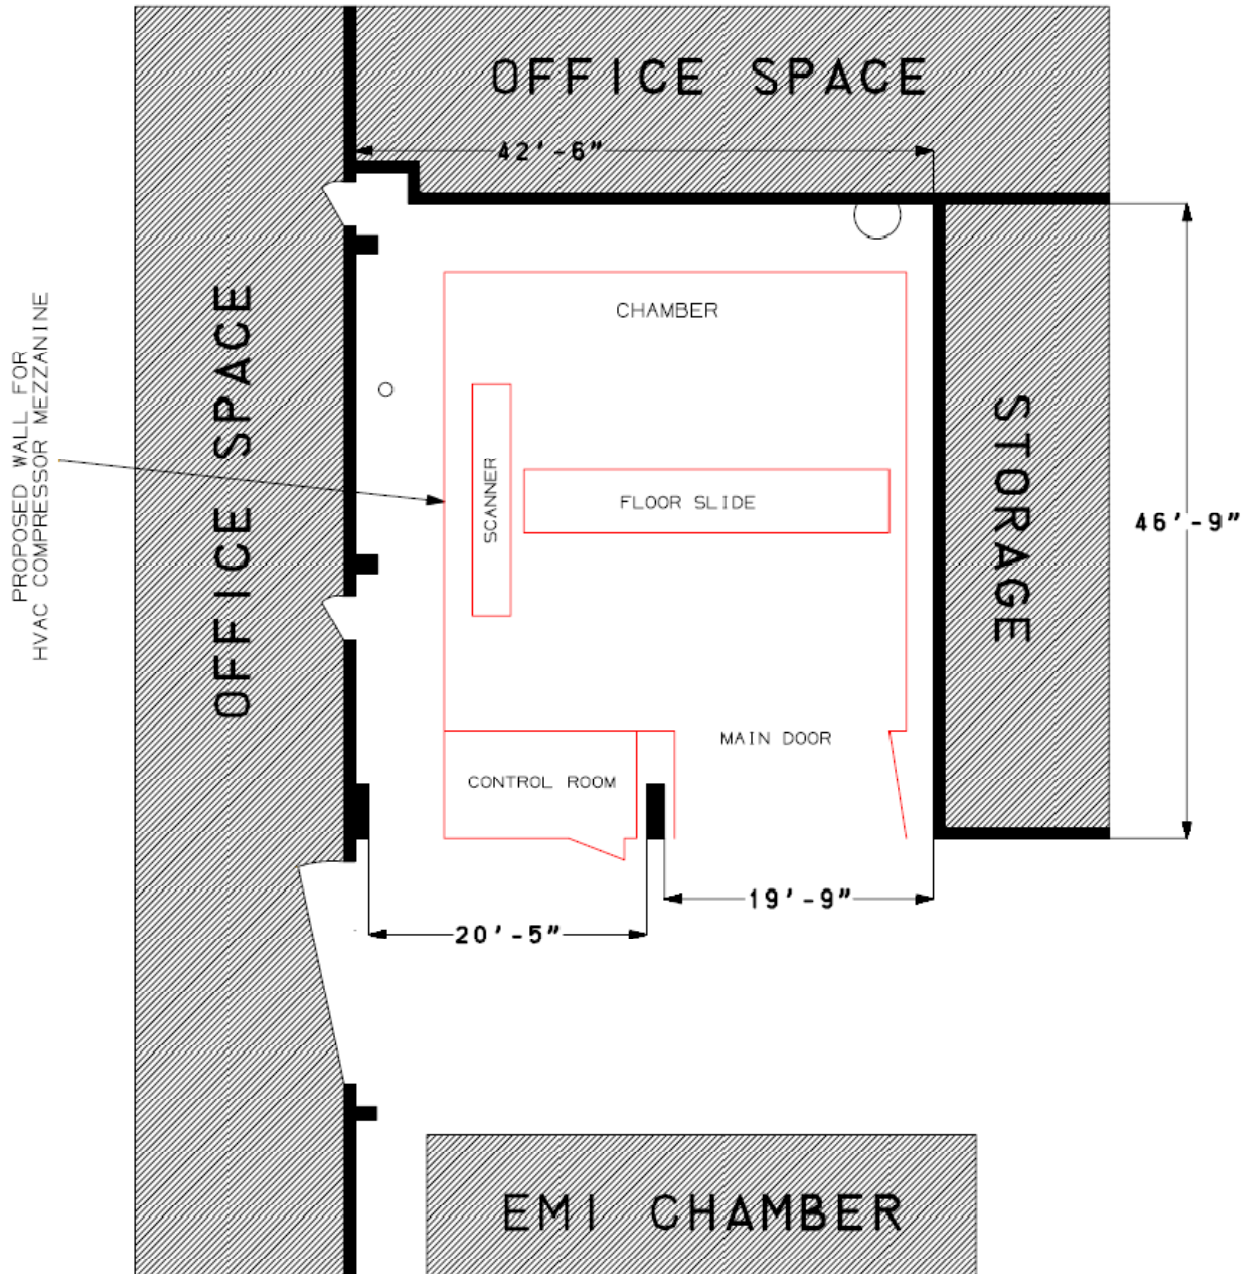 OFFICE SPACE
42'-6"
CHAMBER
PROPOSED WALL FOR
HVAC COMPRESSOR MEZZANINE
OFFICE SPACE
SCANNER
FLOOR SLIDE
STORAGE
46'-9"
MAIN DOOR
CONTROL ROOM
19'-9"
20'-5"
EMI CHAMBER